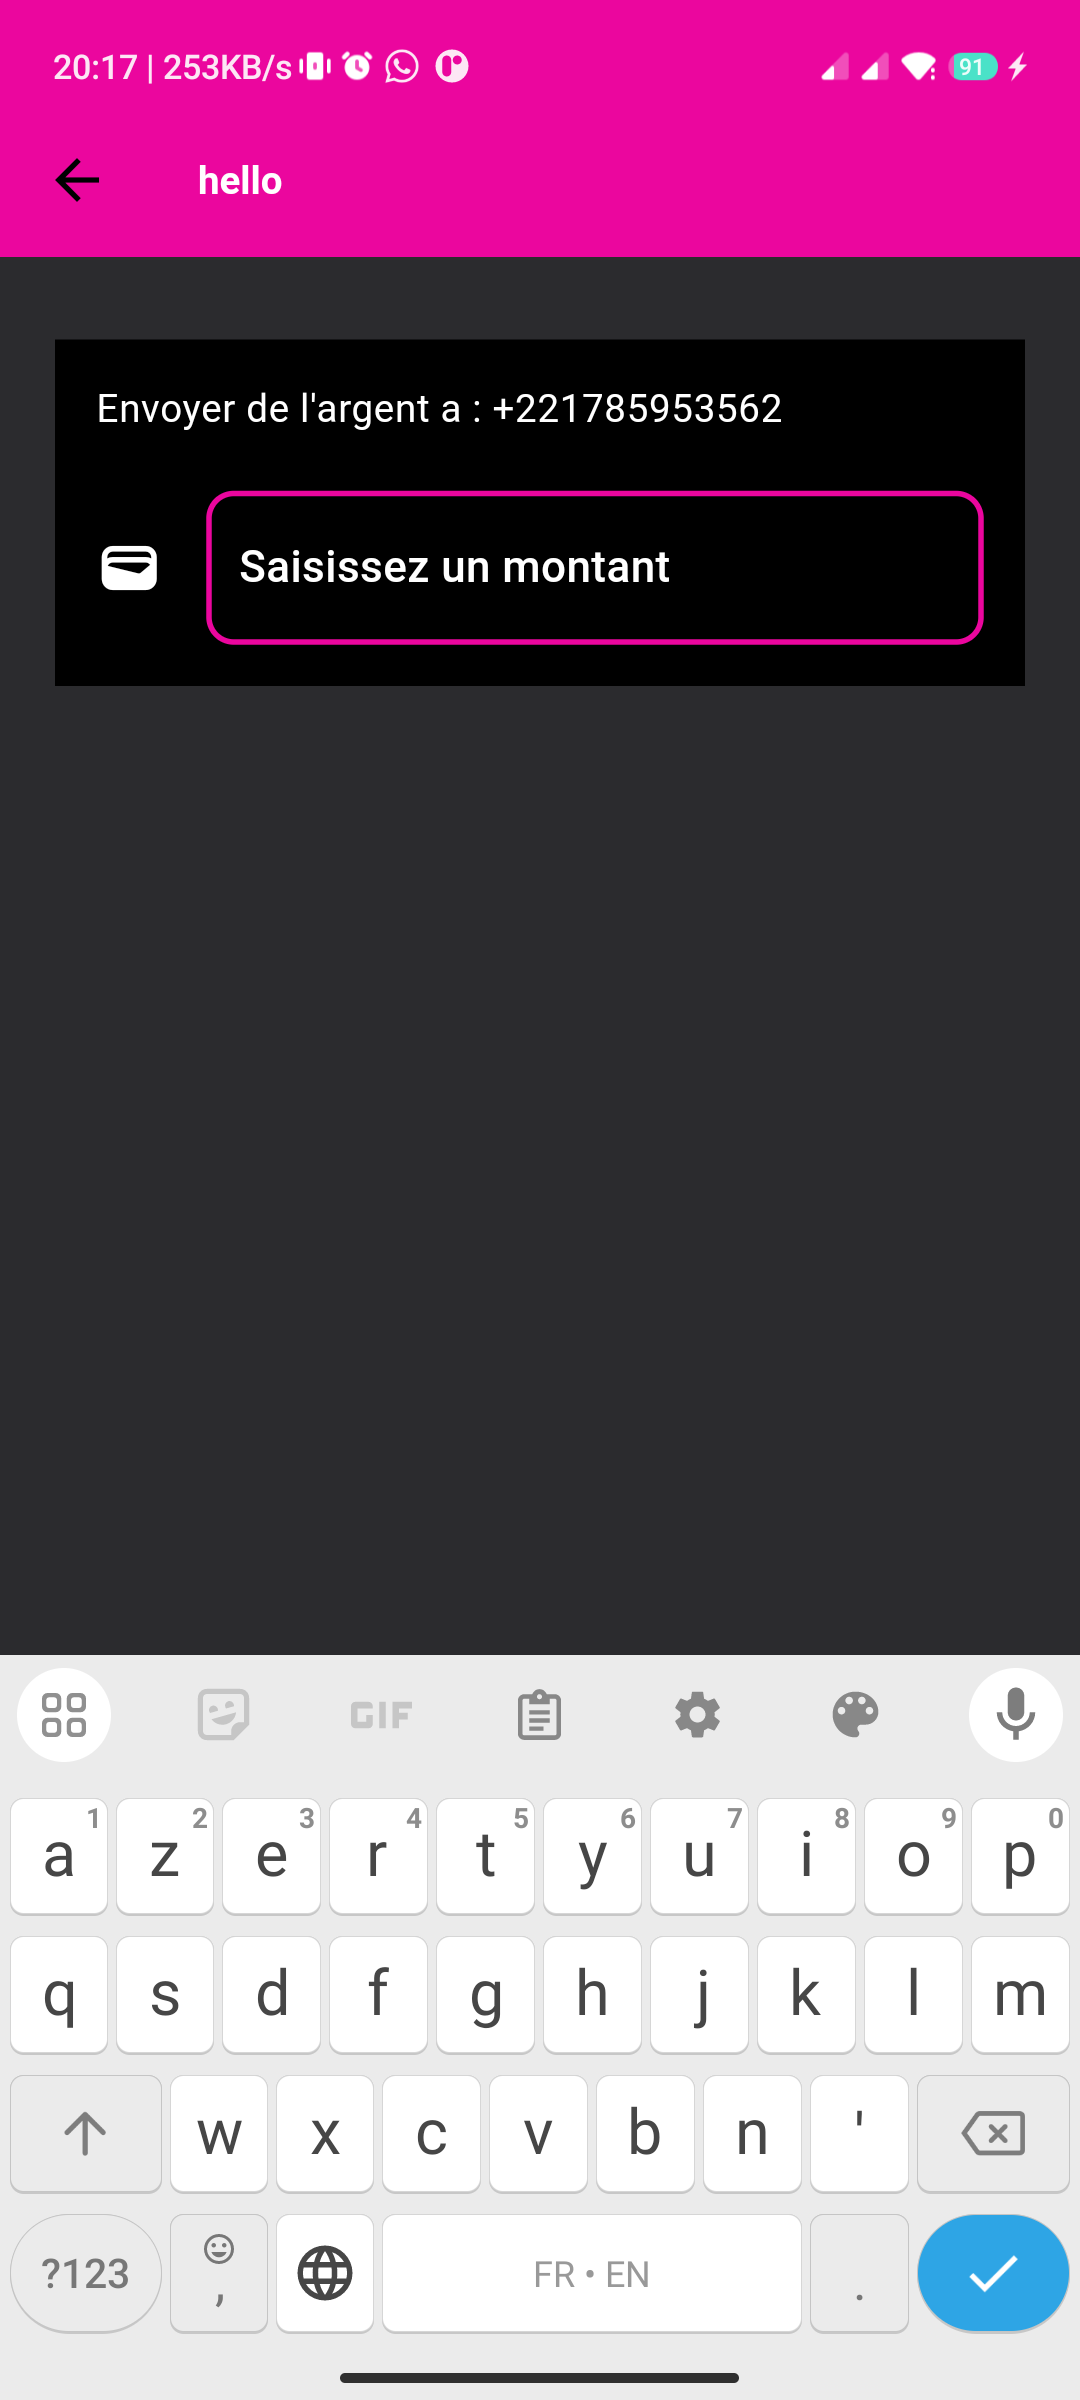 20:17 | 253KB/s
91
hello
Envoyer de l'argent a : +221785953562
Saisissez un montant
GIF
1 2 3 4 5 6 7 8 9 0
a z e r t y u i o p
q s d f g h j k l m
w x c v b n '
?123 , FR • EN .